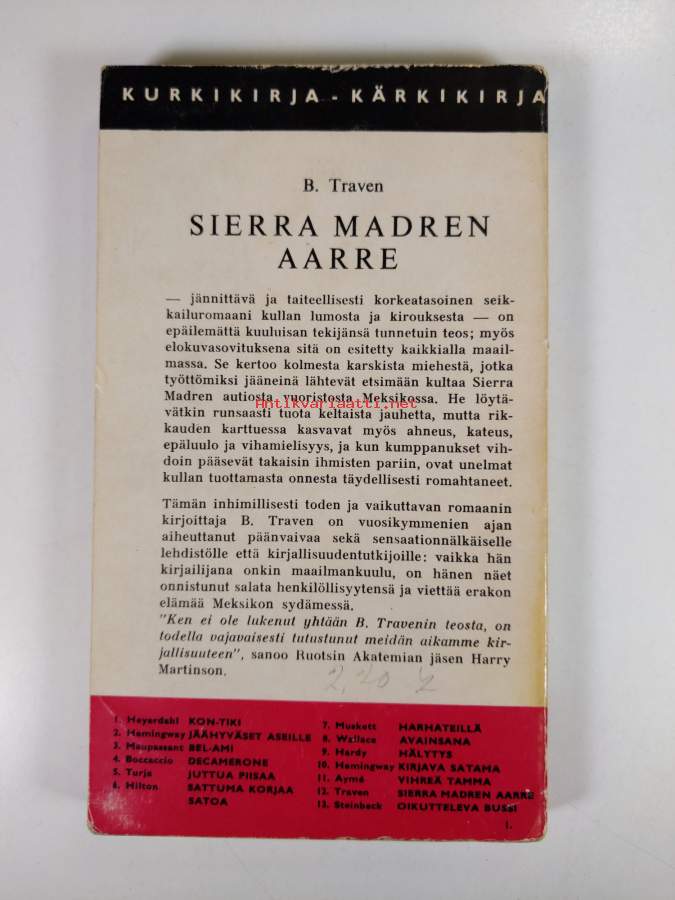 KURKIKIRJA - KÄRKIKIRJA
B. Traven
SIERRA MADREN
AARRE
— jännittävä ja taiteellisesti korkeatasoinen seik-
kailuromaani kullan lumosta ja kirouksesta — on
epäilemättä kuuluisan tekijänsä tunnetuin teos; myös
elokuvasovituksena sitä on esitetty kaikkialla maail-
massa. Se kertoo kolmesta karskista miehestä, jotka
työttömiksi jääneinä lähtevät etsimään kultaa Sierra
Madren autiosta vuoristosta Meksikossa. He löytä-
Antikvariaatti.net
vätkin runsaasti tuota keltaista jauhetta, mutta rik-
kauden karttuessa kasvavat myös ahneus, kateus,
epäluulo ja vihamielisyys, ja kun kumppanukset vih-
doin pääsevät takaisin ihmisten pariin, ovat unelmat
kullan tuottamasta onnesta täydellisesti romahtaneet.
Tämän inhimillisesti toden ja vaikuttavan romaanin
kirjoittaja B. Traven on vuosikymmenien ajan
aiheuttanut päänvaivaa sekä sensaationnälkäiselle
lehdistölle että kirjallisuudentutkijoille: vaikka hän
kirjailijana onkin maailmankuulu, on hänen näet
onnistunut salata henkilöllisyytensä ja viettää erakon
elämää Meksikon sydämessä.
"Ken ei ole lukenut yhtään B. Travenin teosta, on
todella vajavaisesti tutustunut meidän aikamme kir-
jallisuuteen", sanoo Ruotsin Akatemian jäsen Harry
Martinson.
2,20
1. Heyerdahl KON-TIKI
2. Hemingway JÄÄHYVÄSET ASEILLE
3. Maupassant BEL-AMI
4. Boccaccio DECAMERONE
5. Turja JUTTUA PIISAA
6. Hilton SATTUMA KORJAA
SATOA
7. Muskett HARHATEILLÄ
8. Wallace AVAINSANA
9. Hardy HÄLYTYS
10. Hemingway KIRJAVA SATAMA
11. Aymé VIHREÄ TAMMA
12. Traven SIERRA MADREN AARRE
13. Steinbeck OIKUTTELEVA BUSSI
1.